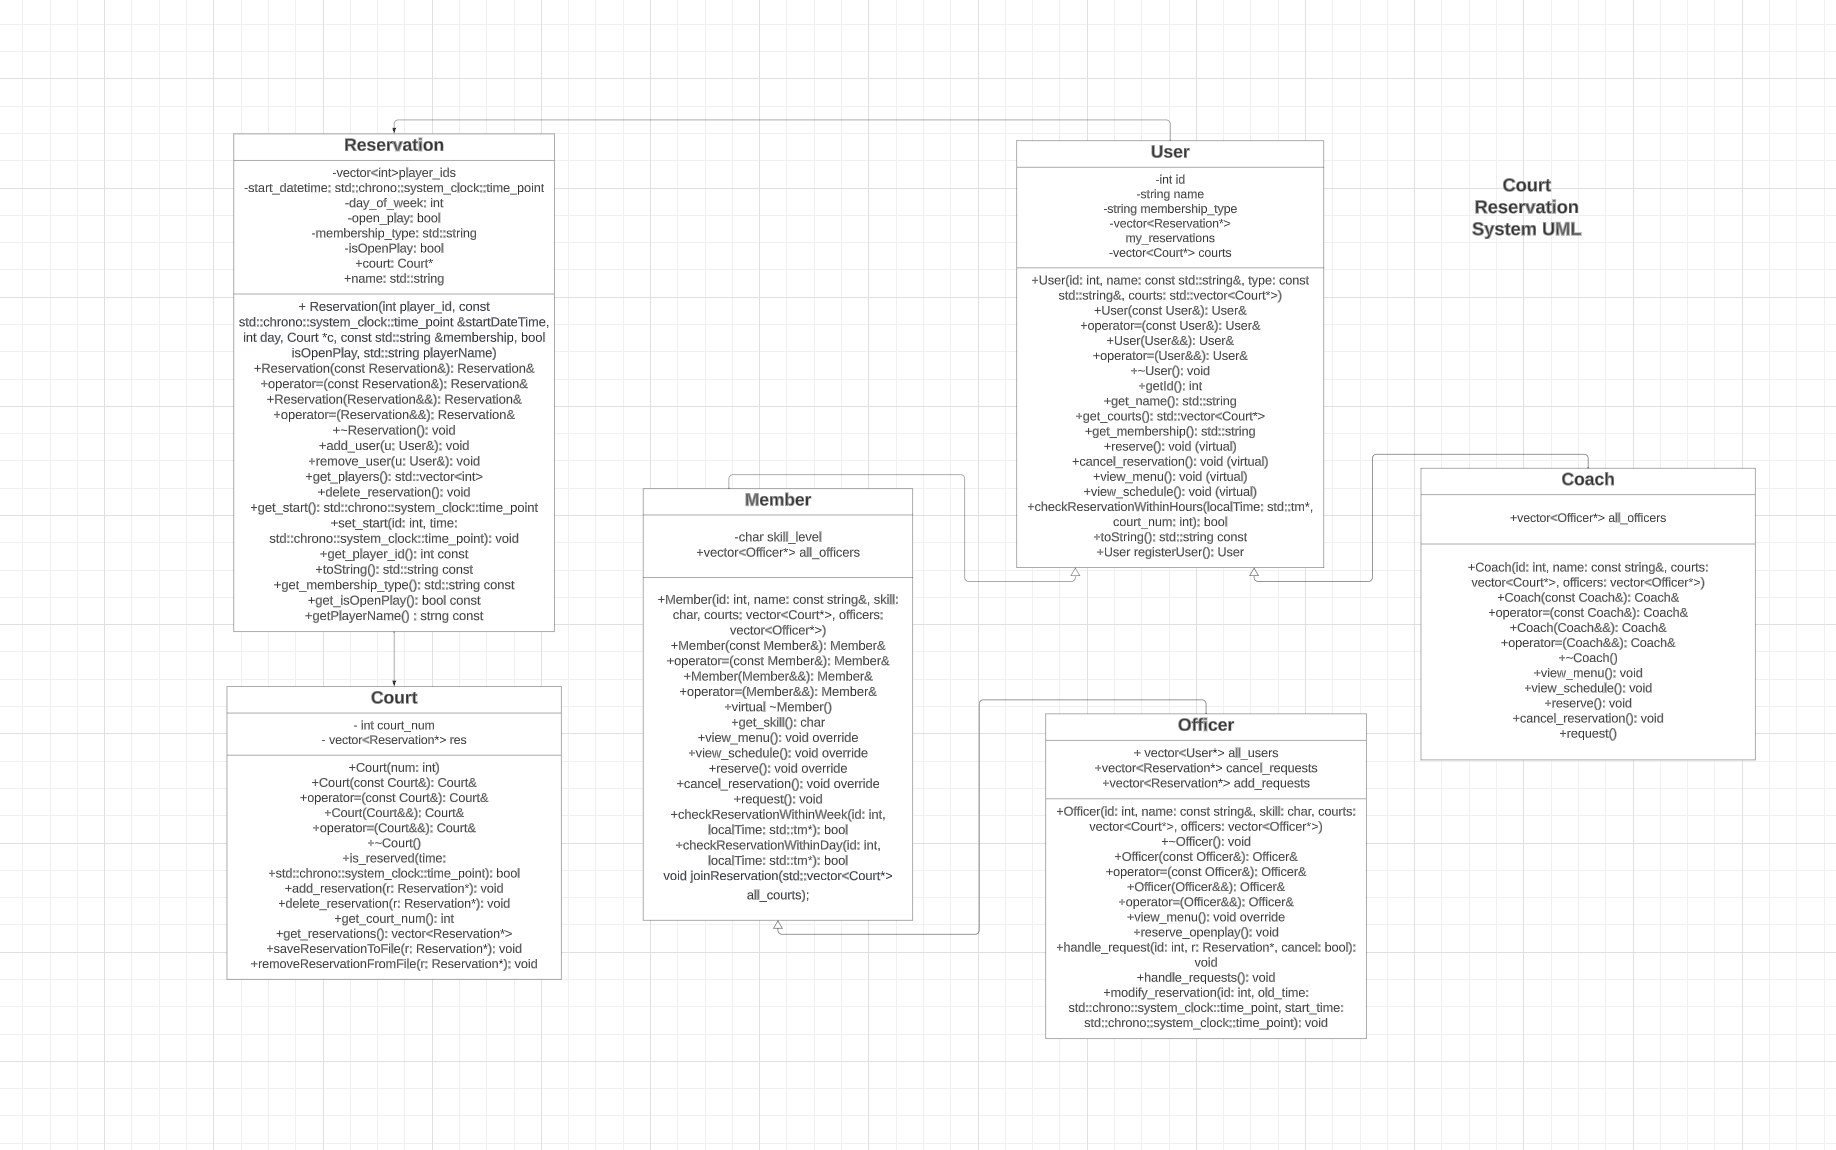 Reservation
-vector<int>player_ids
-start_datetime: std::chrono::system_clock::time_point
-day_of_week: int
-open_play: bool
-membership_type: std::string
-isOpenPlay: bool
+court: Court*
+name: std::string
+ Reservation(int player_id, const
std::chrono::system_clock::time_point &startDateTime,
int day, Court *c, const std::string &membership, bool
isOpenPlay, std::string playerName)
+Reservation(const Reservation&): Reservation&
+operator=(const Reservation&): Reservation&
+Reservation(Reservation&&): Reservation&
+operator=(Reservation&&): Reservation&
+~Reservation(): void
+add_user(u: User&): void
+remove_user(u: User&): void
+get_players(): std::vector<int>
+delete_reservation(): void
+get_start(): std::chrono::system_clock::time_point
+set_start(id: int, time:
std::chrono::system_clock::time_point): void
+get_player_id(): int const
+toString(): std::string const
+get_membership_type(): std::string const
+get_isOpenPlay(): bool const
+getPlayerName() : strng const
Court
- int court_num
- vector<Reservation*> res
+Court(num: int)
+Court(const Court&): Court&
+operator=(const Court&): Court&
+Court(Court&&): Court&
+operator=(Court&&): Court&
+~Court()
+is_reserved(time:
std::chrono::system_clock::time_point): bool
+add_reservation(r: Reservation*): void
+delete_reservation(r: Reservation*): void
+get_court_num(): int
+get_reservations(): vector<Reservation*>
+saveReservationToFile(r: Reservation*): void
+removeReservationFromFile(r: Reservation*): void
Member
-char skill_level
+vector<Officer*> all_officers
+Member(id: int, name: const string&, skill:
char, courts: vector<Court*>, officers:
vector<Officer*>)
+Member(const Member&): Member&
+operator=(const Member&): Member&
+Member(Member&&): Member&
+operator=(Member&&): Member&
+virtual ~Member()
+get_skill(): char
+view_menu(): void override
+view_schedule(): void override
+reserve(): void override
+cancel_reservation(): void override
+request(): void
+checkReservationWithinWeek(id: int,
localTime: std::tm*): bool
+checkReservationWithinDay(id: int,
localTime: std::tm*): bool
void joinReservation(std::vector<Court*>
all_courts);
User
-int id
-string name
-string membership_type
-vector<Reservation*>
my_reservations
-vector<Court*> courts
+User(id: int, name: const std::string&, type: const
std::string&, courts: std::vector<Court*>)
+User(const User&): User&
+operator=(const User&): User&
+User(User&&): User&
+operator=(User&&): User&
+~User(): void
+getId(): int
+get_name(): std::string
+get_courts(): std::vector<Court*>
+get_membership(): std::string
+reserve(): void (virtual)
+cancel_reservation(): void (virtual)
+view_menu(): void (virtual)
+view_schedule(): void (virtual)
+checkReservationWithinHours(localTime: std::tm*,
court_num: int): bool
+toString(): std::string const
+User registerUser(): User
Officer
+ vector<User*> all_users
+vector<Reservation*> cancel_requests
+vector<Reservation*> add_requests
+Officer(id: int, name: const string&, skill: char, courts:
vector<Court*>, officers: vector<Officer*>)
+~Officer(): void
+Officer(const Officer&): Officer&
+operator=(const Officer&): Officer&
+Officer(Officer&&): Officer&
+operator=(Officer&&): Officer&
+view_menu(): void override
+reserve_openplay(): void
+handle_request(id: int, r: Reservation*, cancel: bool):
void
+handle_requests(): void
+modify_reservation(id: int, old_time:
std::chrono::system_clock::time_point, start_time:
std::chrono::system_clock::time_point): void
Court
Reservation
System UML
Coach
+vector<Officer*> all_officers
+Coach(id: int, name: const string&, courts:
vector<Court*>, officers: vector<Officer*>)
+Coach(const Coach&): Coach&
+operator=(const Coach&): Coach&
+Coach(Coach&&): Coach&
+operator=(Coach&&): Coach&
+~Coach()
+view_menu(): void
+view_schedule(): void
+reserve(): void
+cancel_reservation(): void
+request()